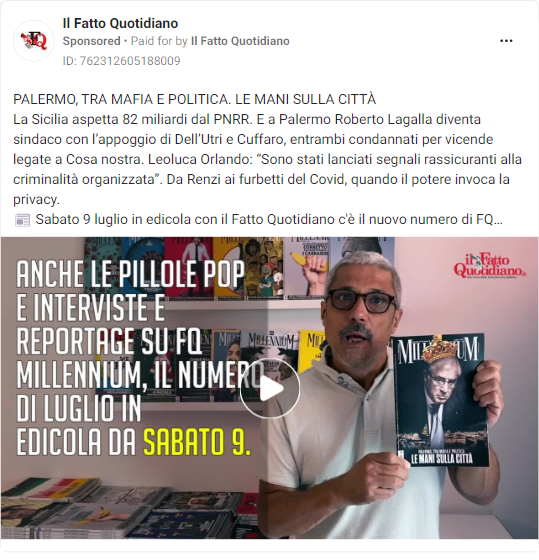 Il Fatto Quotidiano
Sponsored • Paid for by Il Fatto Quotidiano
ID: 762312605188009
PALERMO, TRA MAFIA E POLITICA. LE MANI SULLA CITTÀ
La Sicilia aspetta 82 miliardi dal PNRR. E a Palermo Roberto Lagalla diventa
sindaco con l'appoggio di Dell'Utri e Cuffaro, entrambi condannati per vicende
legate a Cosa nostra. Leoluca Orlando: “Sono stati lanciati segnali rassicuranti alla
criminalità organizzata”. Da Renzi ai furbetti del Covid, quando il potere invoca la
privacy.
📰 Sabato 9 luglio in edicola con il Fatto Quotidiano c'è il nuovo numero di FQ...
il Fatto
Quotidiano.it
ANCHE LE PILLOLE POP
E INTERVISTE E
REPORTAGE SU FQ
MILLENNIUM, IL NUMERO
DI LUGLIO IN
EDICOLA DA SABATO 9.
MILLENNIUM
PALERMO, TRA MAFIA E POLITICA
LE MANI SULLA CITTÀ